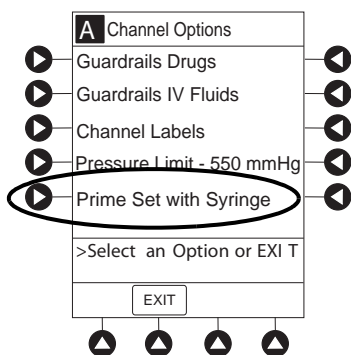 A Channel Options
Guardrails Drugs
Guardrails IV Fluids
Channel Labels
Pressure Limit - 550 mmHg
Prime Set with Syringe
>Select an Option or EXI T
EXIT